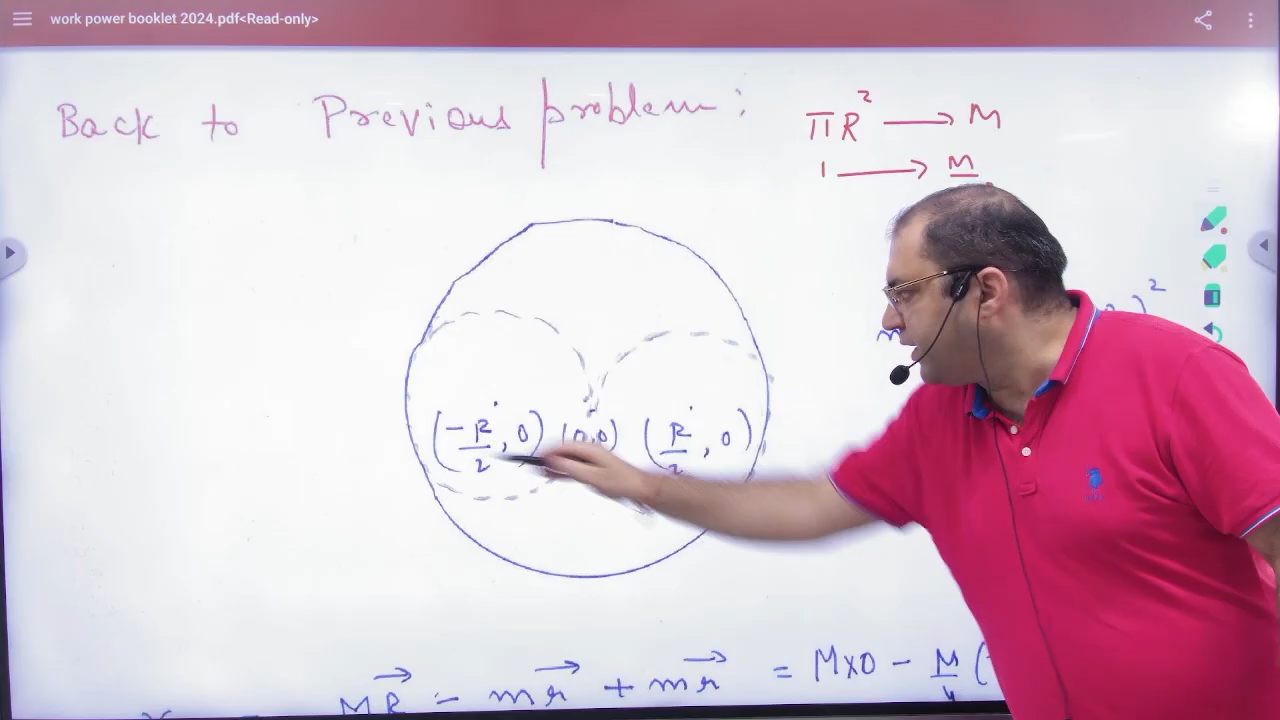 work power booklet 2024.pdf<Read-only>
Back to Previous problem :
πR² → M
1 → M
)²
m
(-R/2, 0) (0,0) (R/2, 0)
MR - mr + mr = M×0 - M/4 (